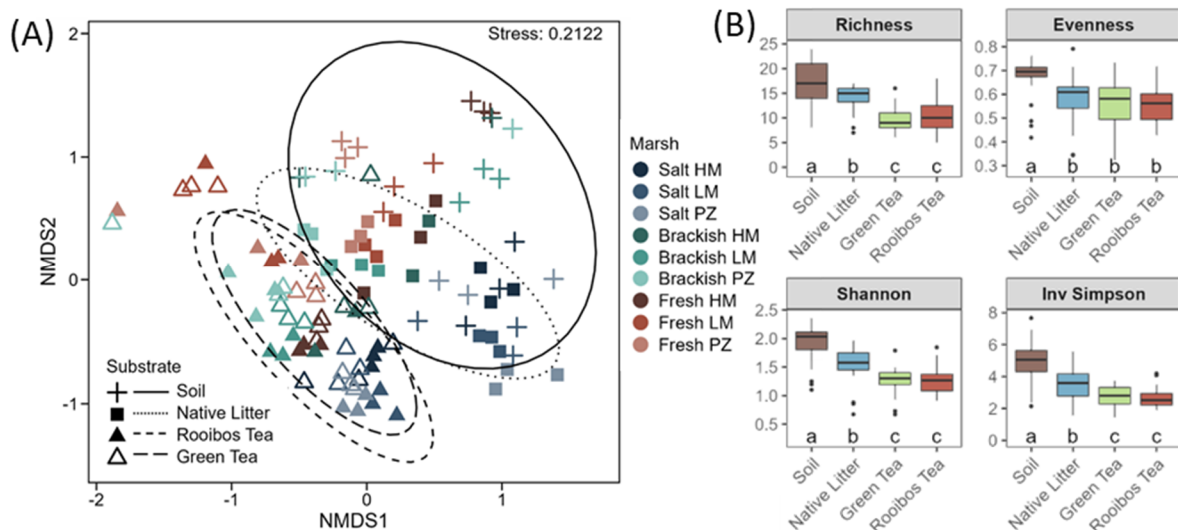 (A)
Stress: 0.2122
2
1
0
-1
NMDS2
-2
-1
0
1
NMDS1
Substrate
Soil
Native Litter
Rooibos Tea
Green Tea
Marsh
Salt HM
Salt LM
Salt PZ
Brackish HM
Brackish LM
Brackish PZ
Fresh HM
Fresh LM
Fresh PZ
(B)
Richness
25
20
15
10
5
0
a b c c
Soil
Native Litter
Green Tea
Rooibos Tea
Evenness
0.8
0.7
0.6
0.5
0.4
0.3
a b b b
Soil
Native Litter
Green Tea
Rooibos Tea
Shannon
2.5
2.0
1.5
1.0
0.5
a b c c
Soil
Native Litter
Green Tea
Rooibos Tea
Inv Simpson
8
6
4
2
0
a b c c
Soil
Native Litter
Green Tea
Rooibos Tea